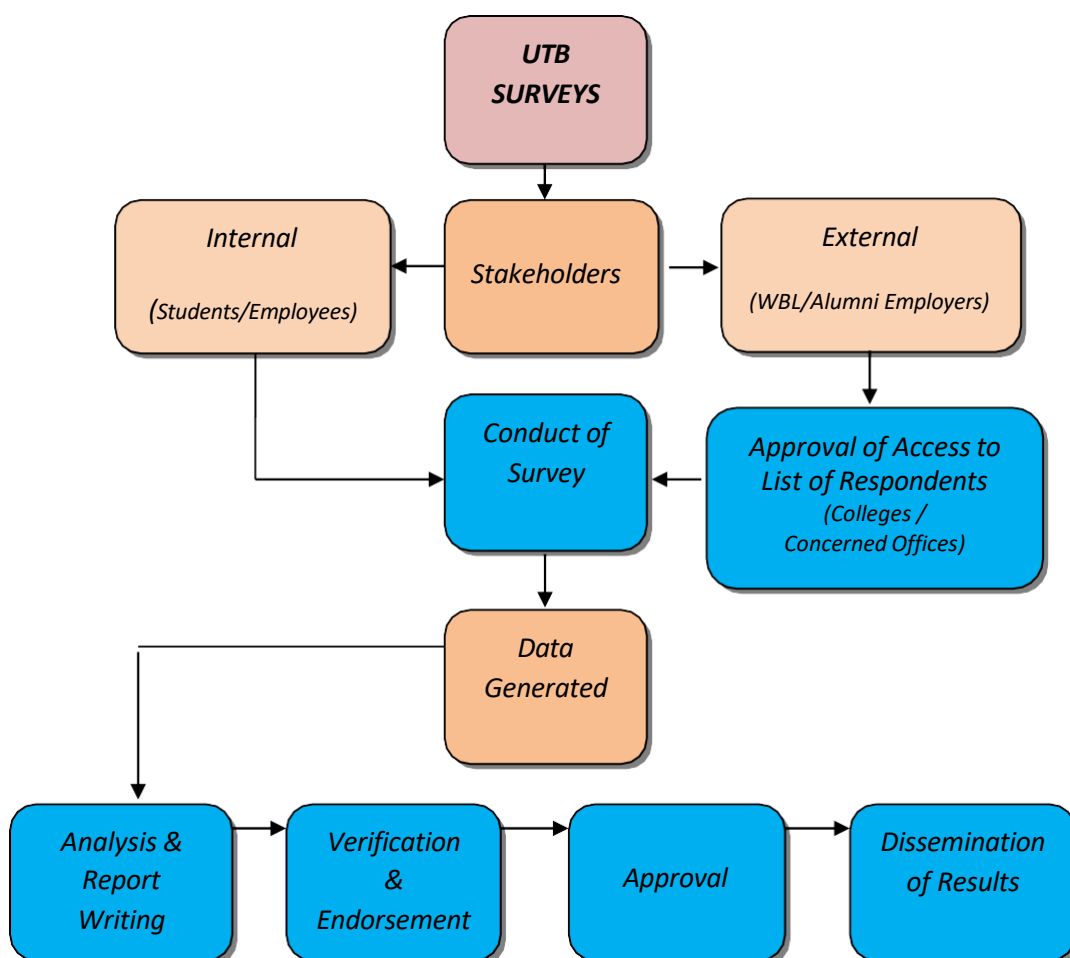 UTB
SURVEYS
Internal
(Students/Employees)
Stakeholders
External
(WBL/Alumni Employers)
Conduct of
Survey
Approval of Access to
List of Respondents
(Colleges /
Concerned Offices)
Data
Generated
Analysis &
Report
Writing
Verification
&
Endorsement
Approval
Dissemination
of Results